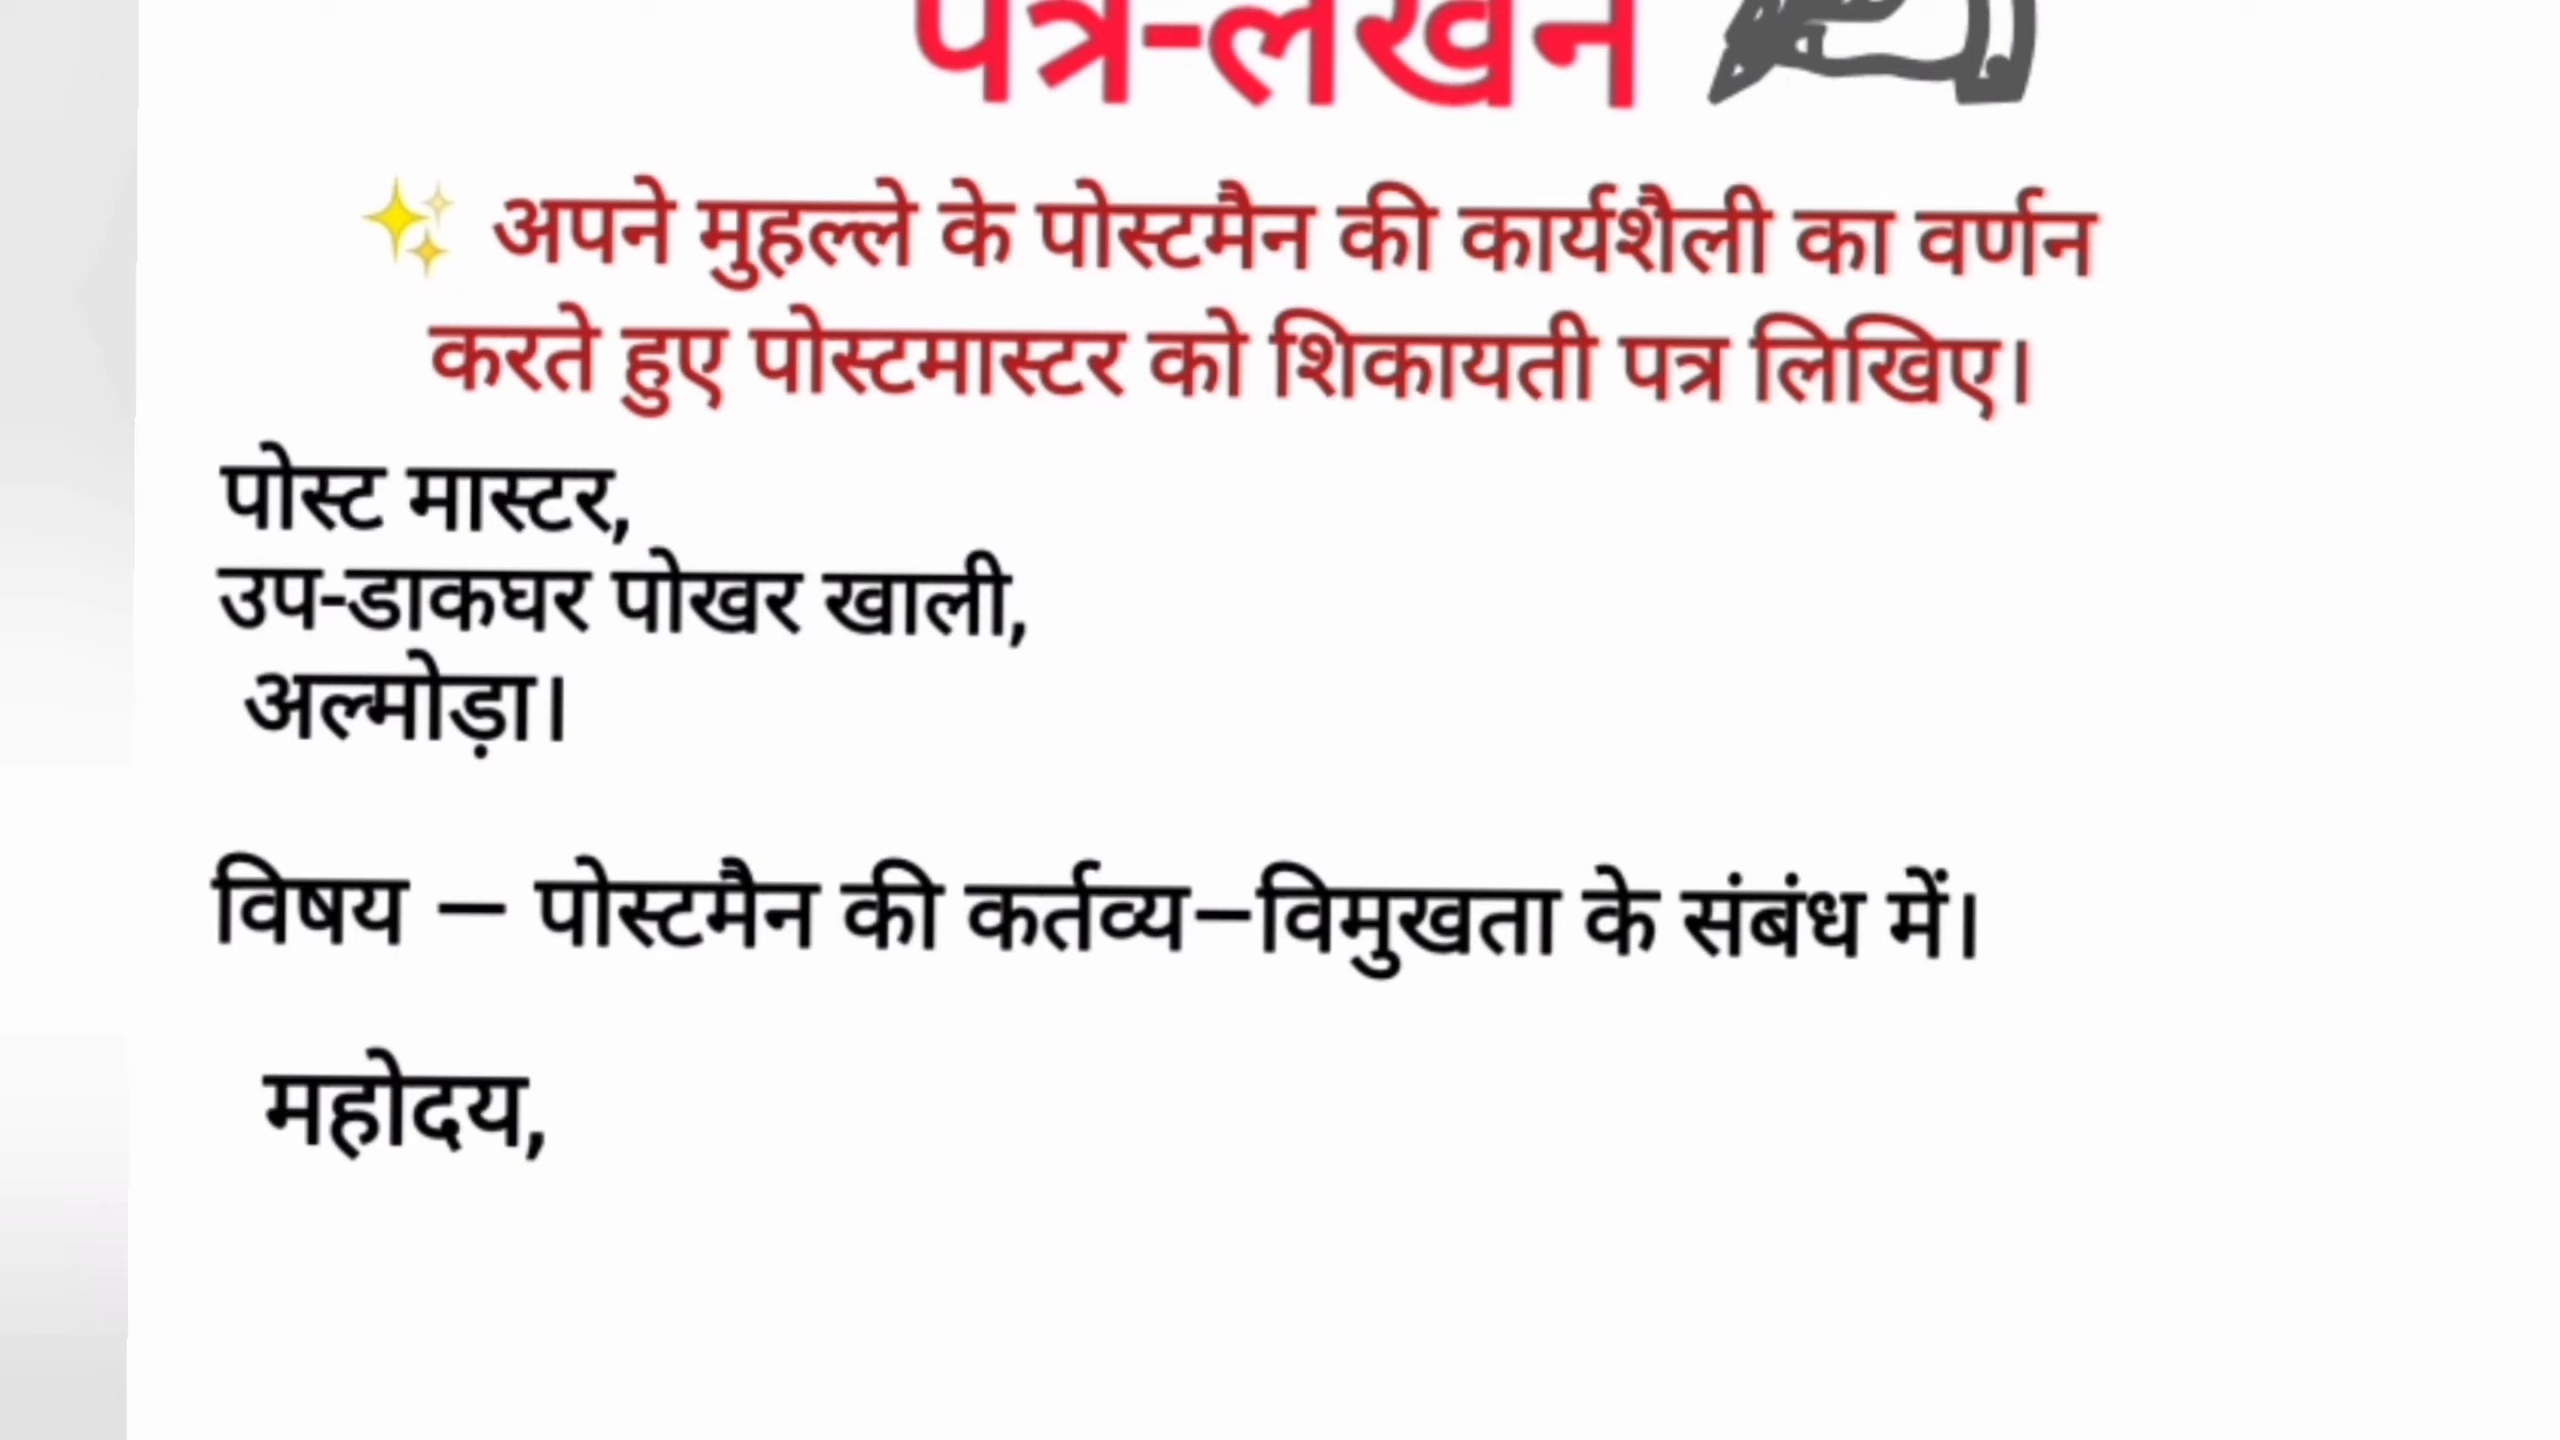 पत्र-लेखन
अपने मुहल्ले के पोस्टमैन की कार्यशैली का वर्णन
करते हुए पोस्टमास्टर को शिकायती पत्र लिखिए।
पोस्ट मास्टर,
उप-डाकघर पोखर खाली,
अल्मोड़ा।
विषय – पोस्टमैन की कर्तव्य–विमुखता के संबंध में।
महोदय,